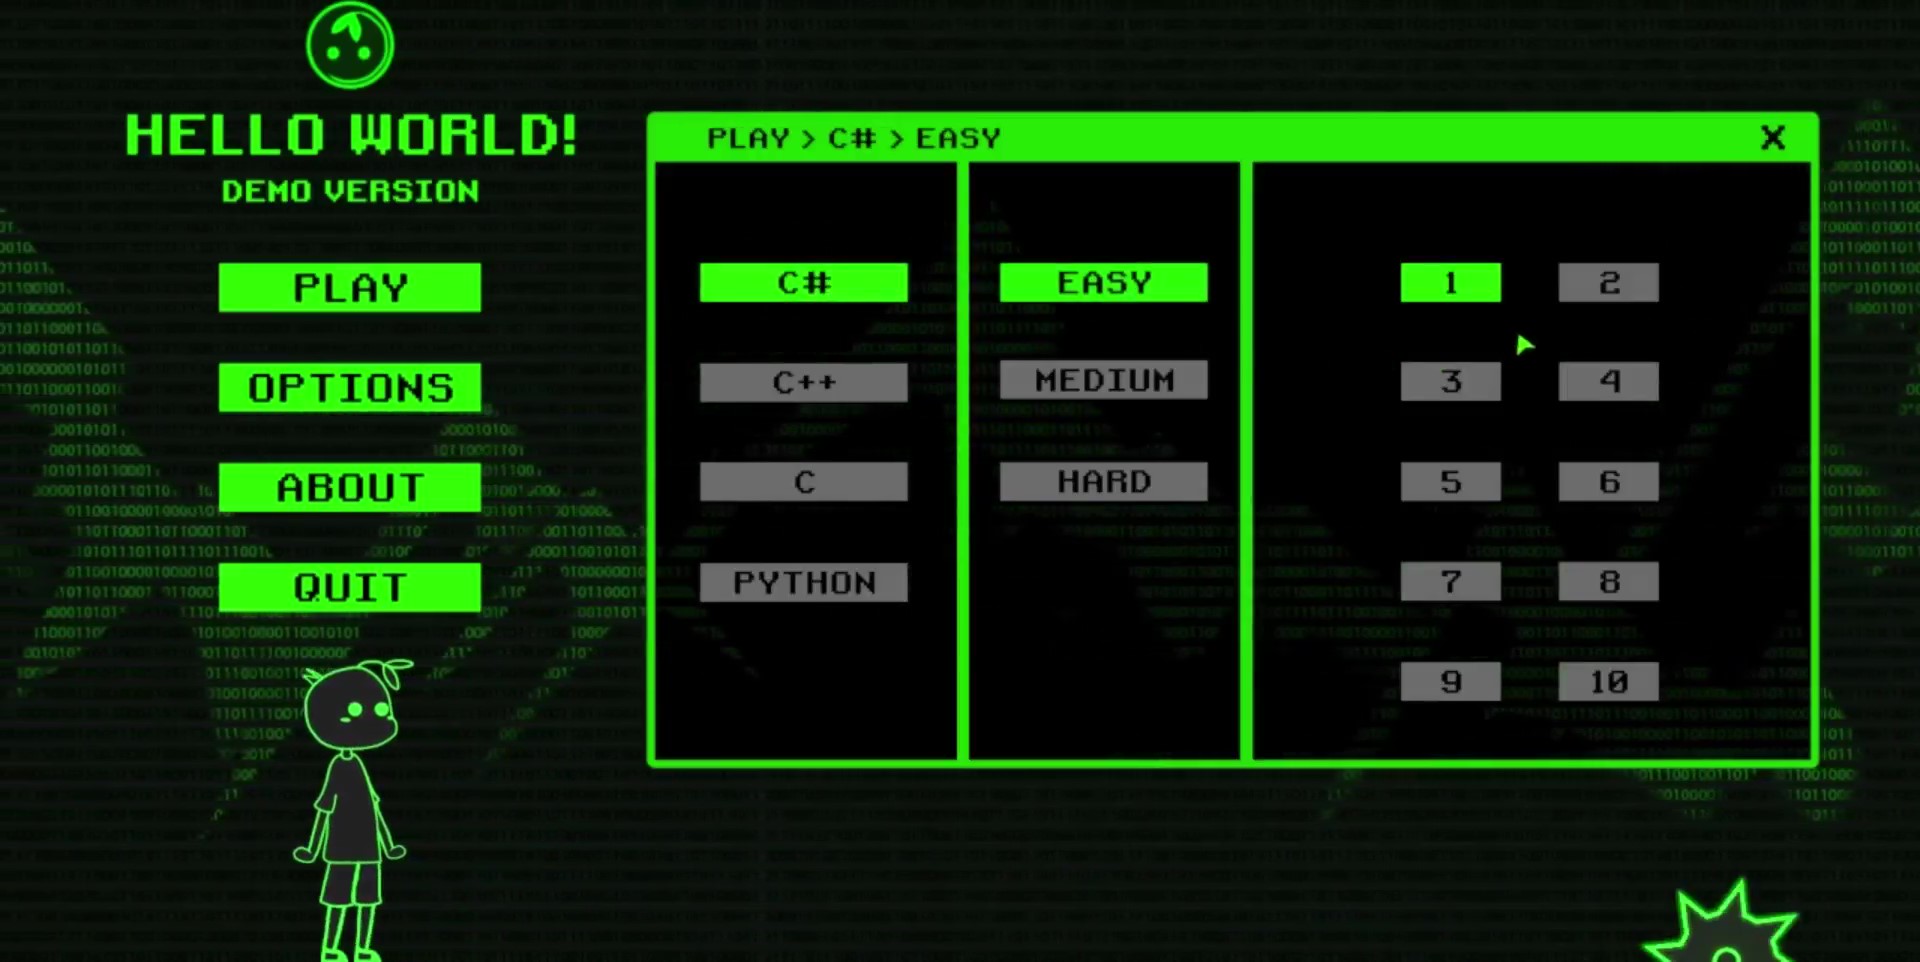 HELLO WORLD!
DEMO VERSION
PLAY
OPTIONS
ABOUT
QUIT
PLAY > C# > EASY
X
C#
C++
C
PYTHON
EASY
MEDIUM
HARD
1 2
3 4
5 6
7 8
9 10